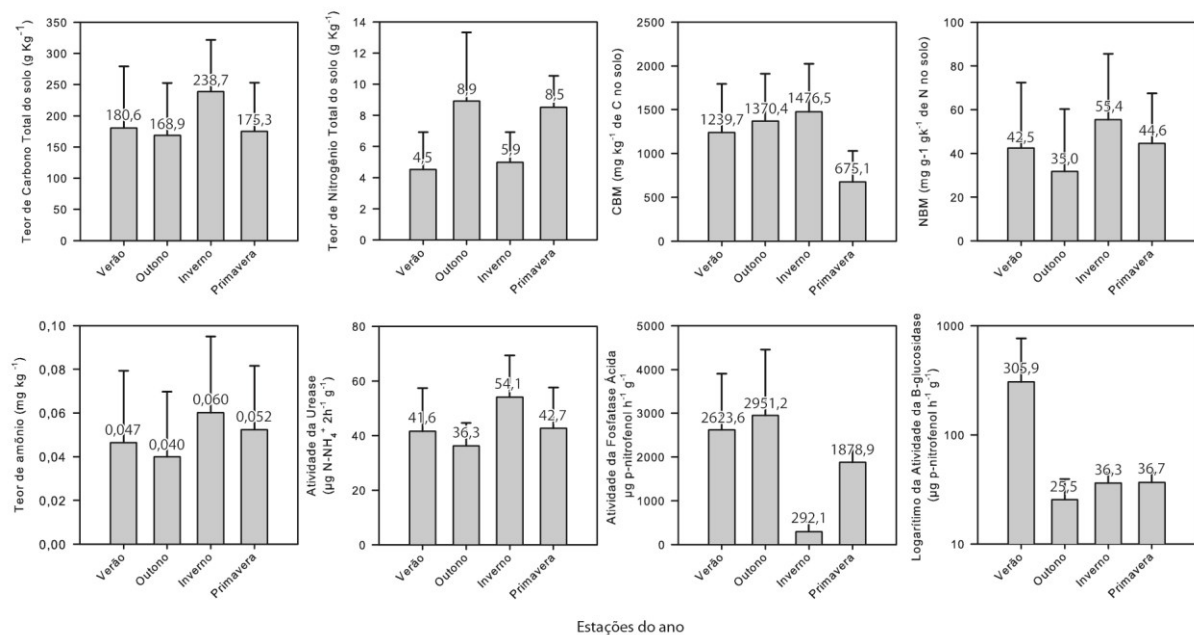 Teor de Carbono Total do solo (g Kg⁻¹)
350
300
250
200
150
100
50
0
180,6
168,9
238,7
175,3
Verão
Outono
Inverno
Primavera
Teor de Nitrogênio Total do solo (g Kg⁻¹)
14
12
10
8
6
4
2
0
4,5
8,9
5,9
8,5
Verão
Outono
Inverno
Primavera
CBM (mg kg⁻¹ de C no solo)
2500
2000
1500
1000
500
0
1239,7
1370,4
1476,5
675,1
Verão
Outono
Inverno
Primavera
NBM (mg g-1 gk⁻¹ de N no solo)
100
80
60
40
20
0
42,5
35,0
55,4
44,6
Verão
Outono
Inverno
Primavera
Teor de amônio (mg kg⁻¹)
0,10
0,08
0,06
0,04
0,02
0,00
0,047
0,040
0,060
0,052
Verão
Outono
Inverno
Primavera
Atividade da Urease
(µg N-NH₄⁺ 2h⁻¹ g⁻¹)
80
60
40
20
0
41,6
36,3
54,1
42,7
Verão
Outono
Inverno
Primavera
Atividade da Fosfatase Ácida
µg p-nitrofenol h⁻¹ g⁻¹)
5000
4000
3000
2000
1000
0
2623,6
2951,2
292,1
1878,9
Verão
Outono
Inverno
Primavera
Logarítimo da Atividade da B-glucosidase
(µg p-nitrofenol h⁻¹ g⁻¹)
1000
100
10
305,9
25,5
36,3
36,7
Verão
Outono
Inverno
Primavera
Estações do ano